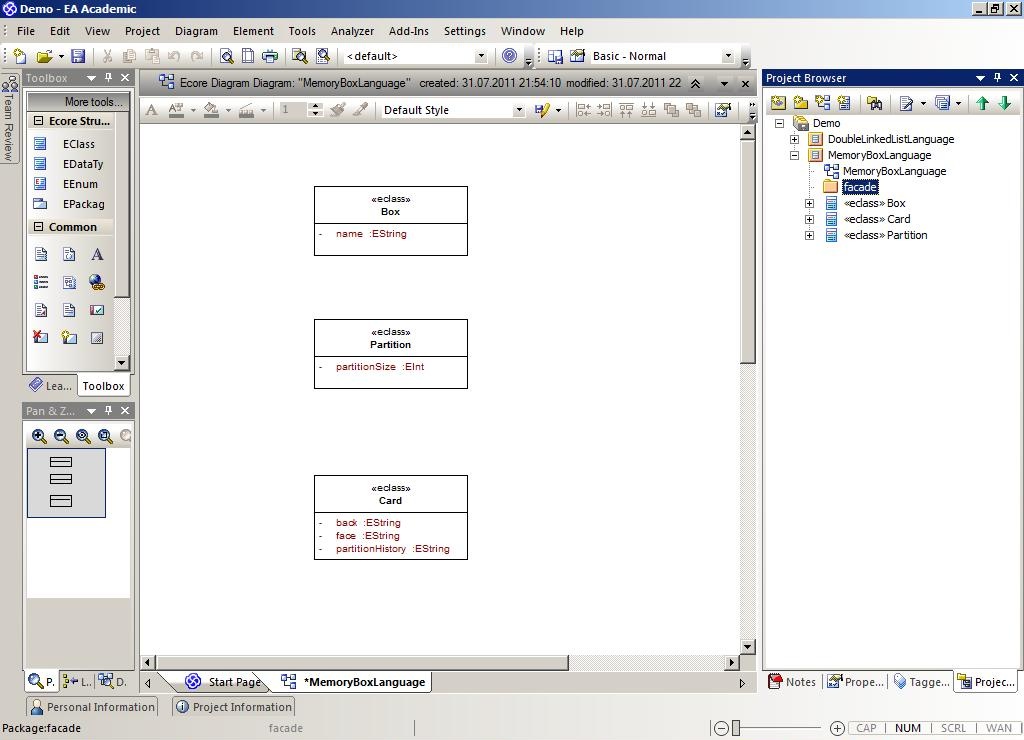 Demo - EA Academic
File Edit View Project Diagram Element Tools Analyzer Add-Ins Settings Window Help
<default>
Basic - Normal
Team Review
Toolbox
More tools...
Ecore Stru...
EClass
EDataTy
EEnum
EPackag
Common
Lea...
Toolbox
Pan & Z...
P.
L..
D.
Ecore Diagram Diagram: "MemoryBoxLanguage" created: 31.07.2011 21:54:10 modified: 31.07.2011 22
1
Default Style
«eclass»
Box
- name :EString
«eclass»
Partition
- partitionSize :EInt
«eclass»
Card
- back :EString
- face :EString
- partitionHistory :EString
Start Page
*MemoryBoxLanguage
Project Browser
Demo
DoubleLinkedListLanguage
MemoryBoxLanguage
MemoryBoxLanguage
facade
«eclass» Box
«eclass» Card
«eclass» Partition
Notes
Prope...
Tagge...
Projec...
Personal Information
Project Information
Package:facade
facade
CAP NUM SCRL WAN